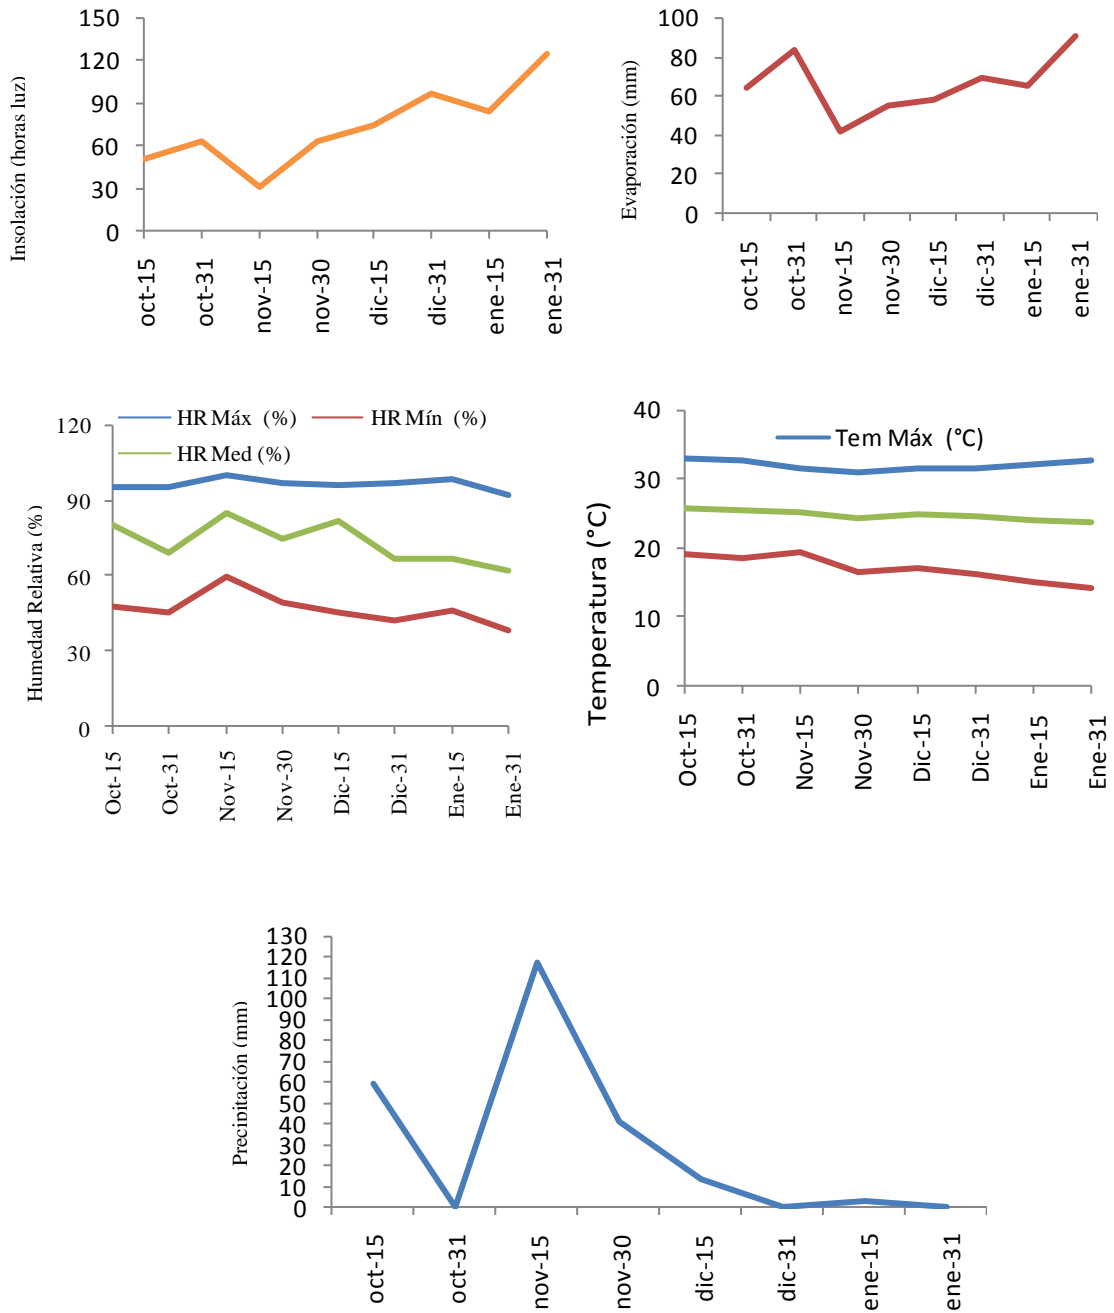 150
120
90
60
30
0
Insolación (horas luz)
oct-15
oct-31
nov-15
nov-30
dic-15
dic-31
ene-15
ene-31
100
80
60
40
20
0
Evaporación (mm)
oct-15
oct-31
nov-15
nov-30
dic-15
dic-31
ene-15
ene-31
HR Máx (%)
HR Mín (%)
HR Med (%)
120
90
60
30
0
Humedad Relativa (%)
Oct-15
Oct-31
Nov-15
Nov-30
Dic-15
Dic-31
Ene-15
Ene-31
Tem Máx (°C)
40
30
20
10
0
Temperatura (°C)
Oct-15
Oct-31
Nov-15
Nov-30
Dic-15
Dic-31
Ene-15
Ene-31
130
120
110
100
90
80
70
60
50
40
30
20
10
0
Precipitación (mm)
oct-15
oct-31
nov-15
nov-30
dic-15
dic-31
ene-15
ene-31